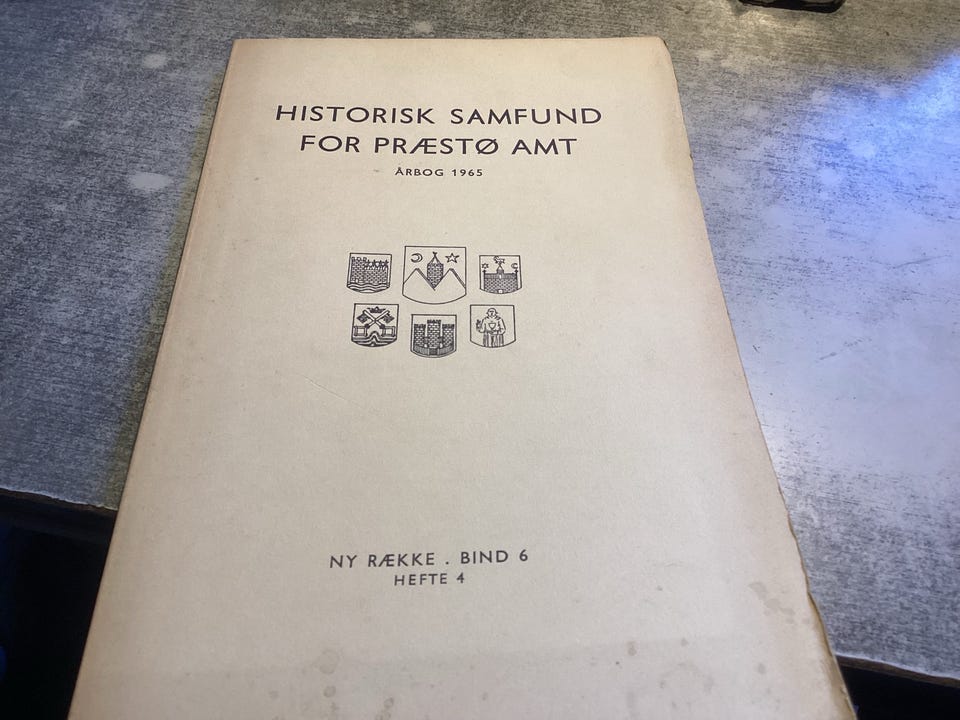 HISTORISK SAMFUND
FOR PRÆSTØ AMT
ÅRBOG 1965
NY RÆKKE . BIND 6
HEFTE 4